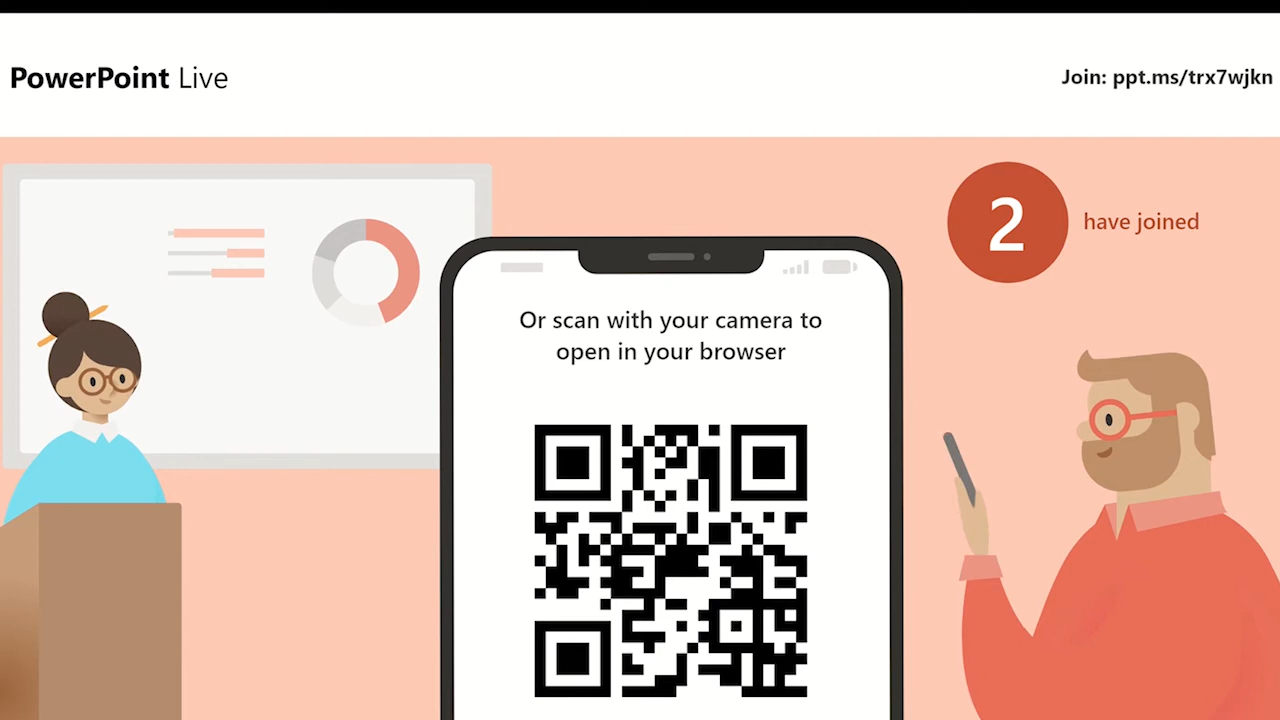 PowerPoint Live
Join: ppt.ms/trx7wjkn
2
have joined
Or scan with your camera to
open in your browser